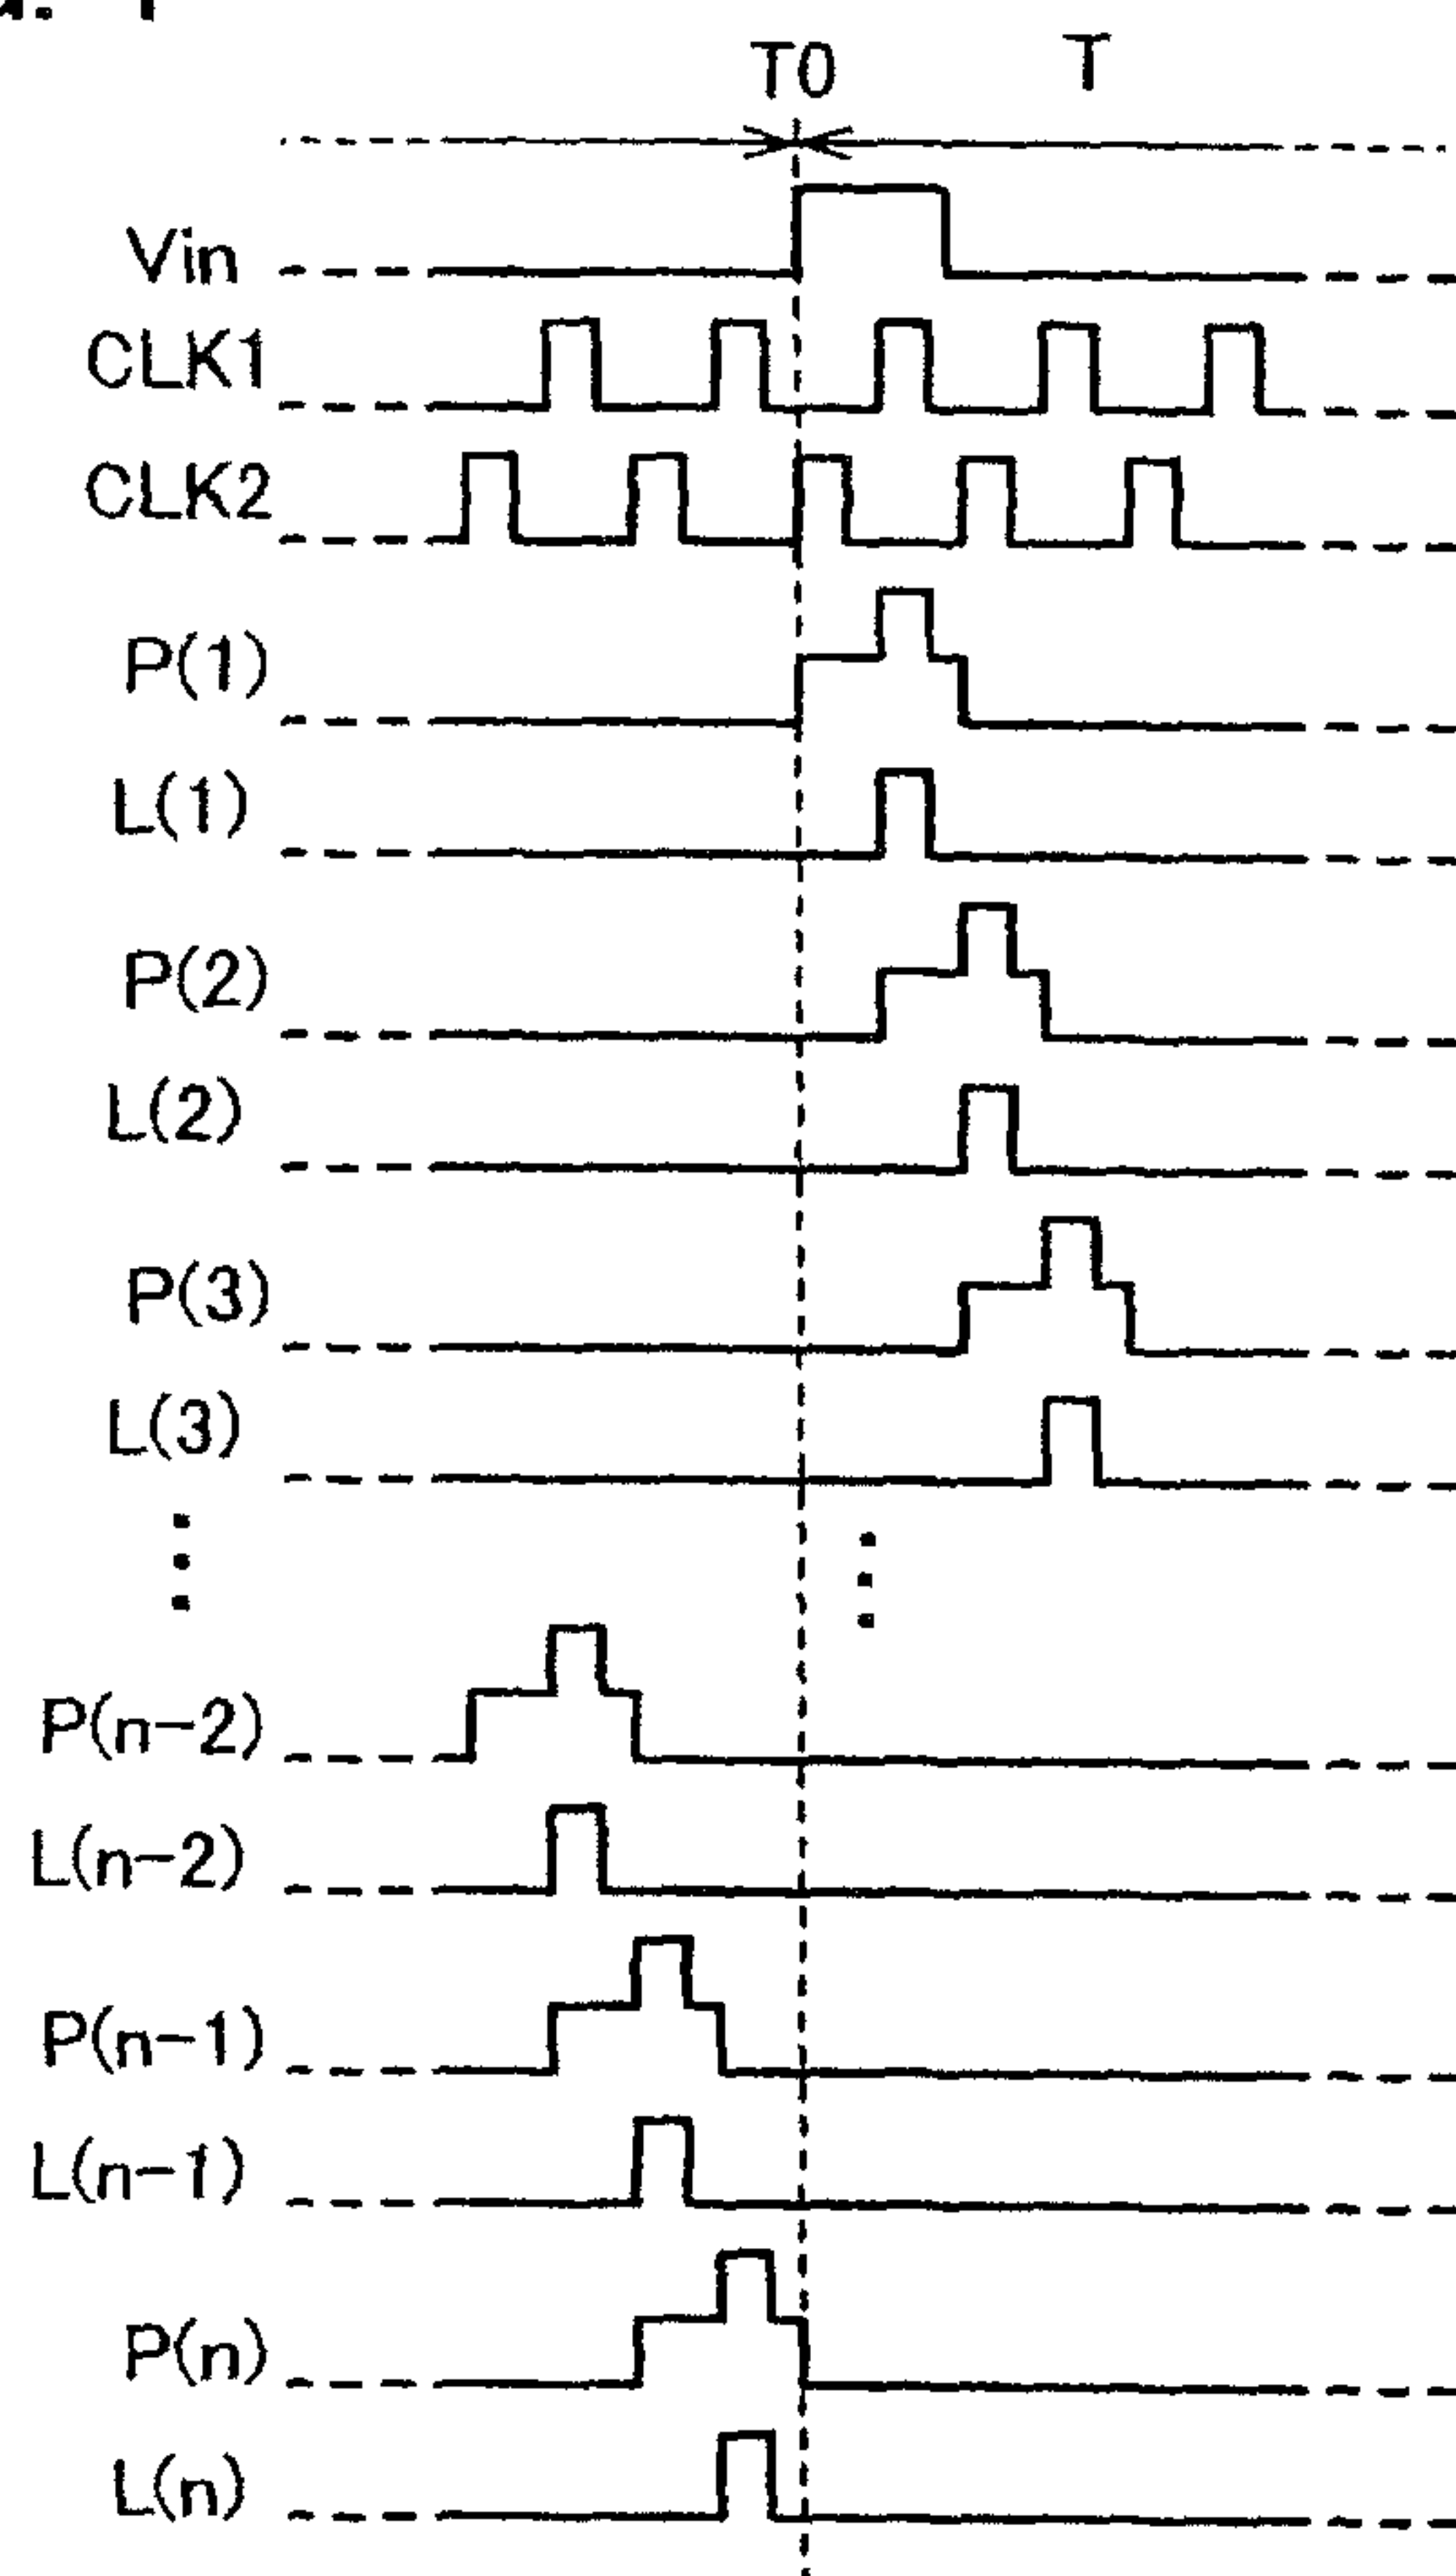 T0 T
Vin
CLK1
CLK2
P(1)
L(1)
P(2)
L(2)
P(3)
L(3)
P(n-2)
L(n-2)
P(n-1)
L(n-1)
P(n)
L(n)